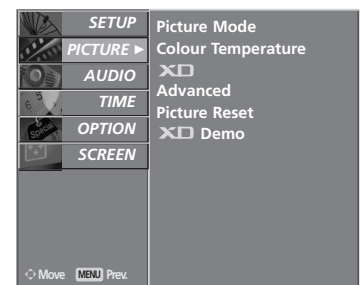 SETUP
PICTURE ►
AUDIO
TIME
OPTION
SCREEN
Picture Mode
Colour Temperature
XD
Advanced
Picture Reset
XD Demo
Special
Move MENU Prev.